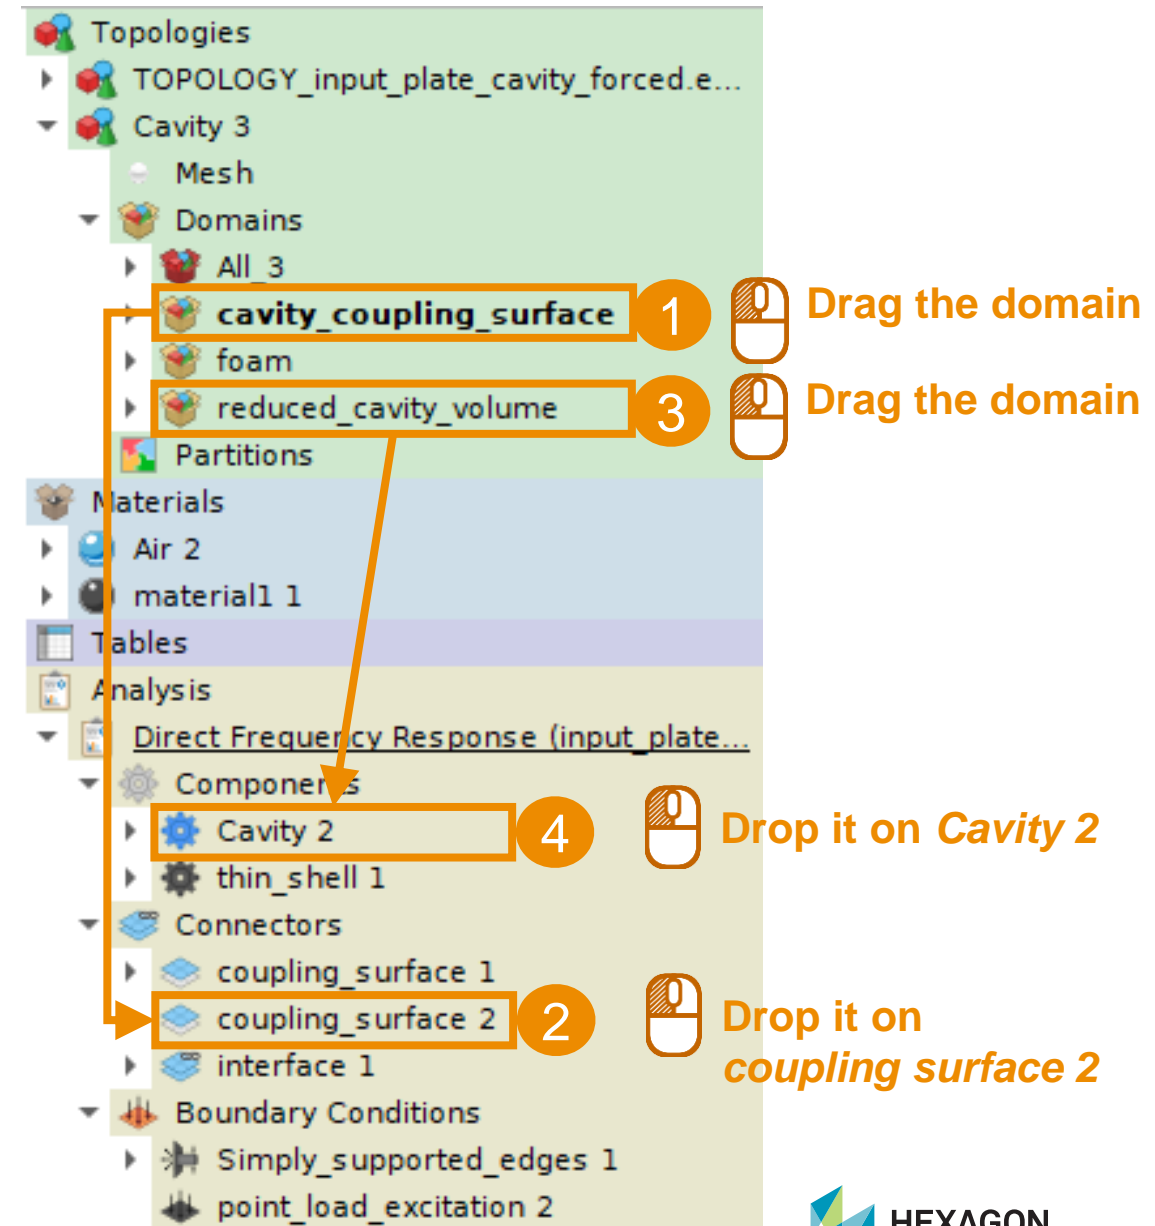 Topologies
TOPOLOGY_input_plate_cavity_forced.e...
Cavity 3
Mesh
Domains
All_3
cavity_coupling_surface 1 Drag the domain
foam
reduced_cavity_volume 3 Drag the domain
Partitions
Materials
Air 2
material1 1
Tables
Analysis
Direct Frequency Response (input_plate...
Components
Cavity 2 4 Drop it on Cavity 2
thin_shell 1
Connectors
coupling_surface 1
coupling_surface 2 2 Drop it on
coupling surface 2
interface 1
Boundary Conditions
Simply_supported_edges 1
point_load_excitation 2
HEXAGON